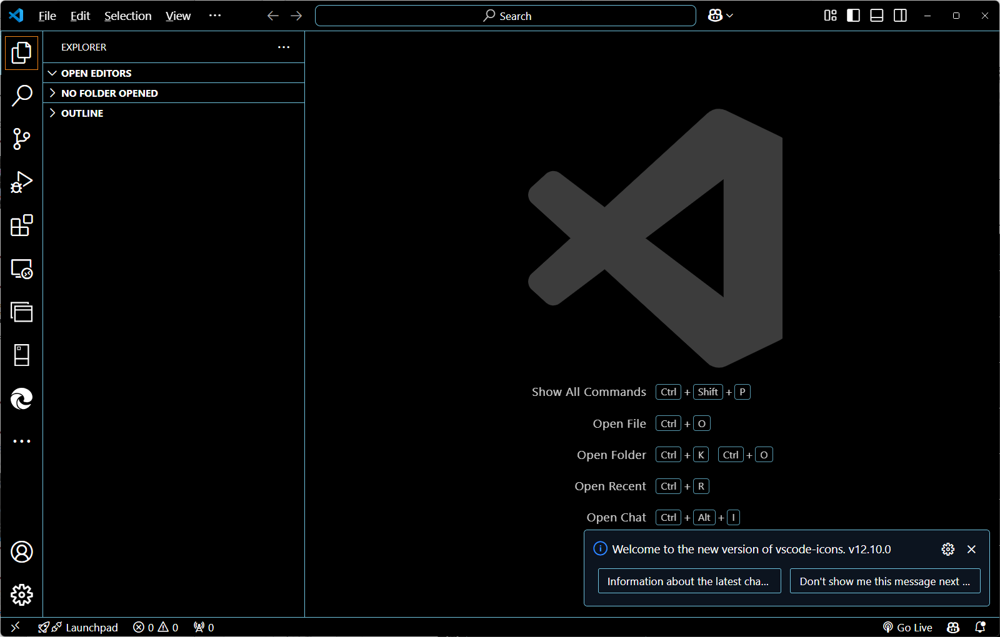 File Edit Selection View ··· Search
EXPLORER ···
OPEN EDITORS
NO FOLDER OPENED
OUTLINE
Show All Commands Ctrl + Shift + P
Open File Ctrl + O
Open Folder Ctrl + K Ctrl + O
Open Recent Ctrl + R
Open Chat Ctrl + Alt + I
Welcome to the new version of vscode-icons. v12.10.0
Information about the latest cha... Don't show me this message next ...
Launchpad 0 0 0 Go Live